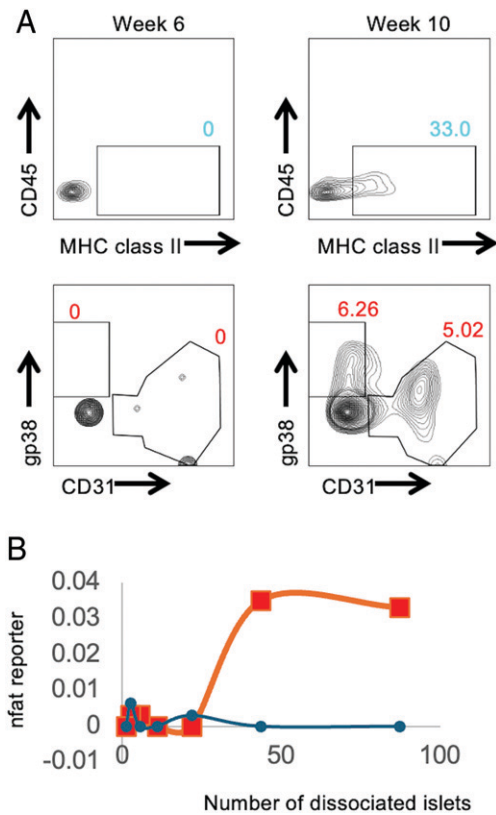 A
Week 6
Week 10
CD45
0
33.0
MHC class II
MHC class II
gp38
0
0
CD31
CD45
gp38
6.26
5.02
CD31
B
nfat reporter
0.04
0.03
0.02
0.01
0
-0.01
0
50
100
Number of dissociated islets